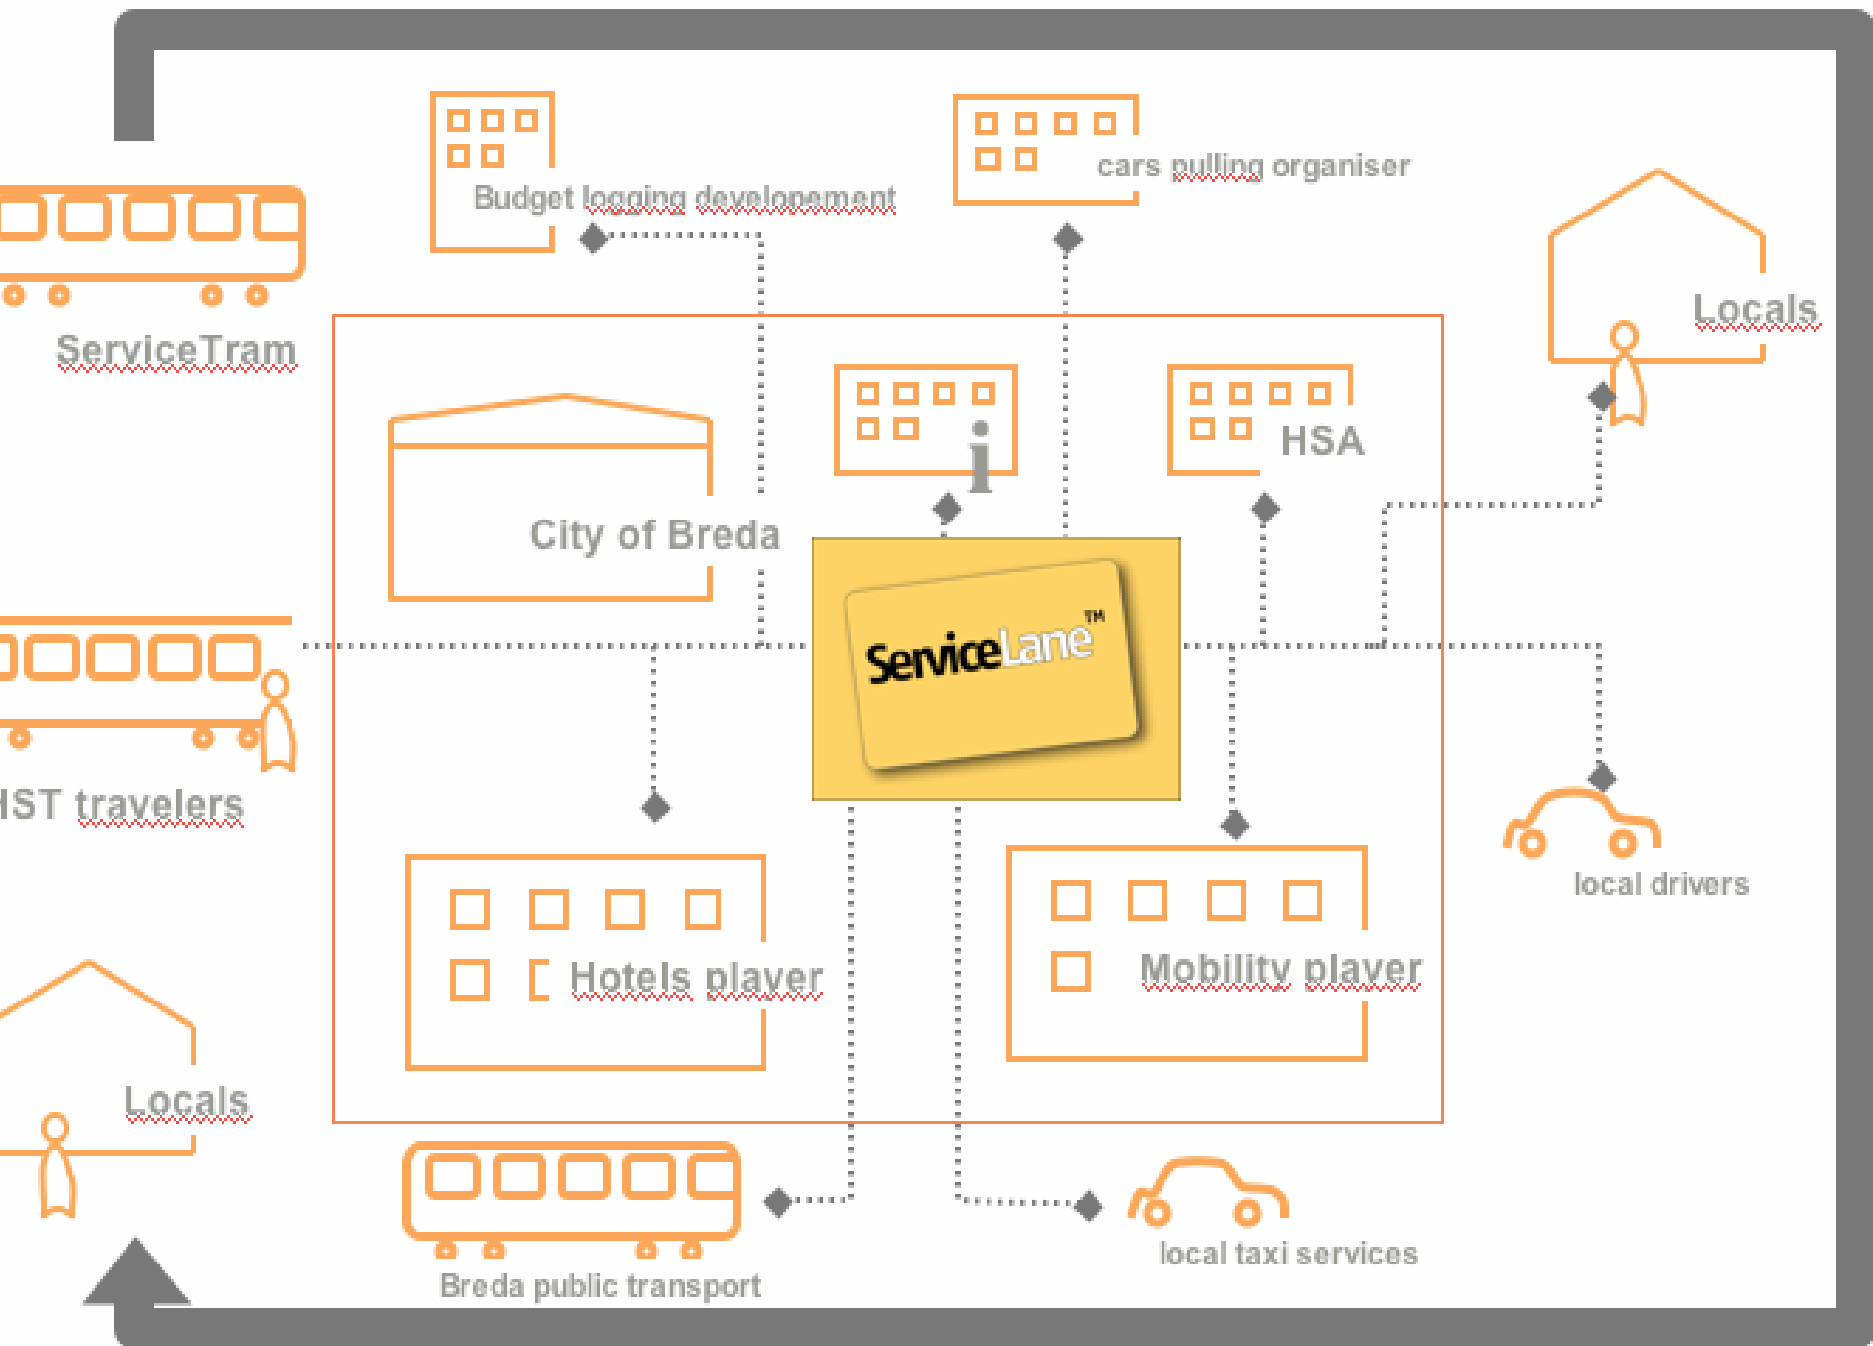 Budget logging developement
cars pulling organiser
Locals
ServiceTram
i
HSA
City of Breda
ServiceLane™
HST travelers
local drivers
Hotels player
Mobility player
Locals
Breda public transport
local taxi services